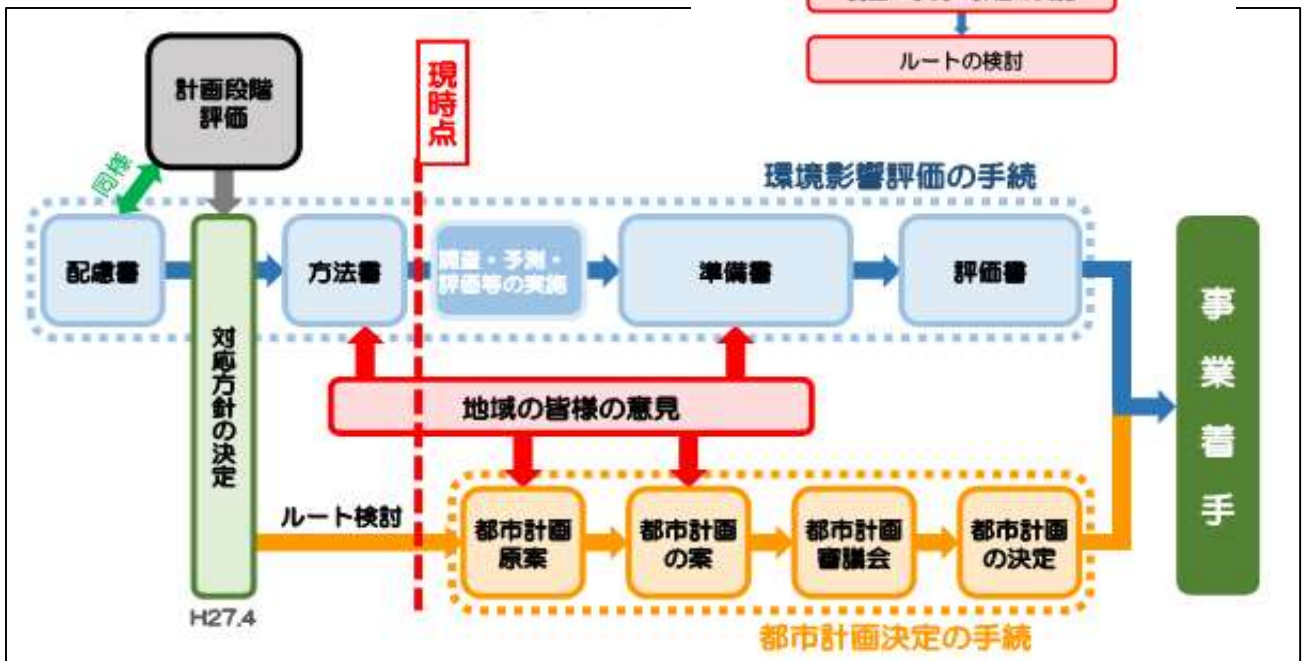 ルートの検討
計画段階
評価
現時点
同様
環境影響評価の手続
配慮書
方法書
調査・予測・
評価等の実施
準備書
評価書
対応方針の決定
地域の皆様の意見
事業着手
ルート検討
都市計画
原案
都市計画
の案
都市計画
審議会
都市計画
の決定
H27.4
都市計画決定の手続